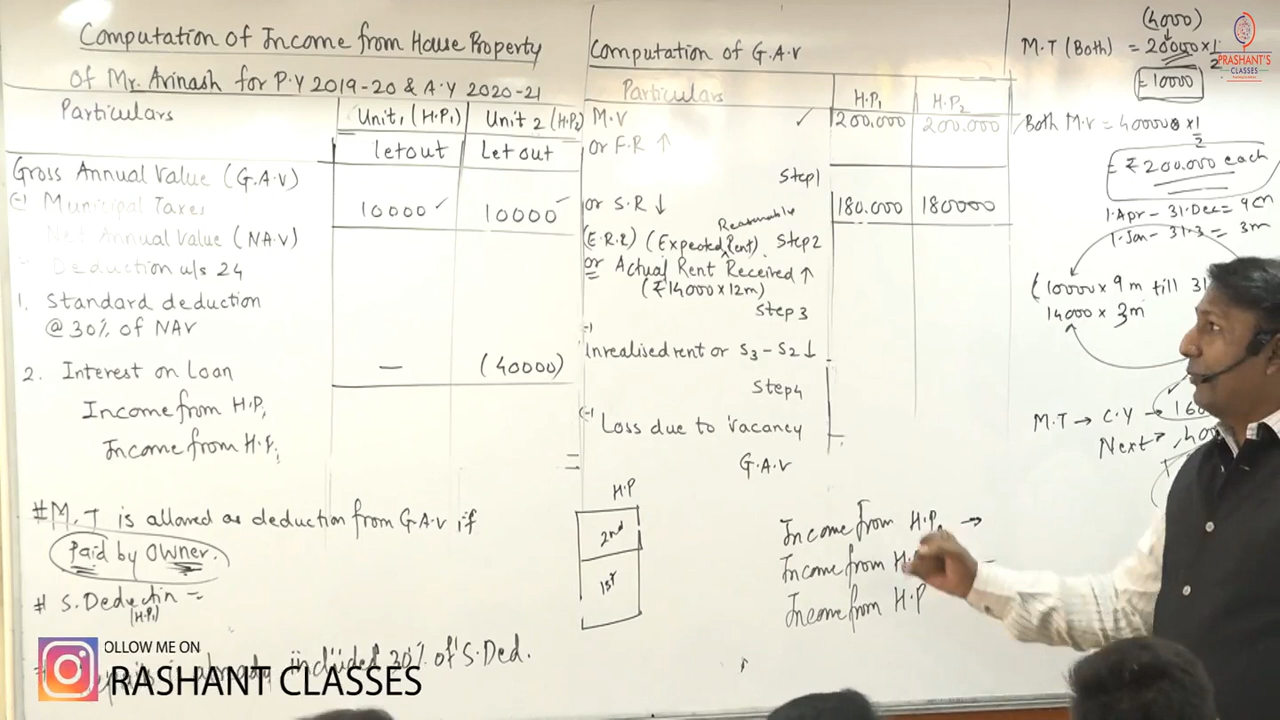 Computation of Income from House Property
of Mr. Avinash for P.Y 2019-20 & A.Y 2020-21
Particulars
Unit, (H.P1)
Unit 2 (H.P2)
letout
Let out
Gross Annual Value (G.A.V)
(-) Municipal Taxes
10000 ✓
10000 ✓
Net Annual Value (NA.V)
Deduction u/s 24
1. Standard deduction
@ 30% of NAV
2. Interest on Loan
—
(40000)
Income from H.P,
Income from H.P,
# M.T is allowed as deduction from G.A.V if
Paid by Owner.
# S.Deductin =
(H.P1)
already included 30% of S.Ded.
OLLOW ME ON
RASHANT CLASSES
Computation of G.A.V
Particulars
H.P1
H.P2
M.V ✓
200,000
200.000
or F.R ↑
Step1
or S.R ↓
180.000
180000
Reasonable
(E.R.R) (Expected Rent). Step2
or Actual Rent Received ↑
(₹14000 x 12m)
Step3
(-)
Unrealised rent or S3 - S2 ↓
Step4
(-) Loss due to Vacancy
G.A.V
H.P
2nd
1st
Income from H.P →
Income from H.
Income from H.P
(4000)
M.T (Both) = 20000 x 1/2
= 10000
Both M.V = 400000 x 1/2
= ₹ 200.000 each
1.Apr - 31.Dec = 9m
1.Jan - 31.3 = 3m
(10000 x 9m till 31
14000 x 3m
M.T → C.Y → 160
Next
PRASHANT'S
CLASSES